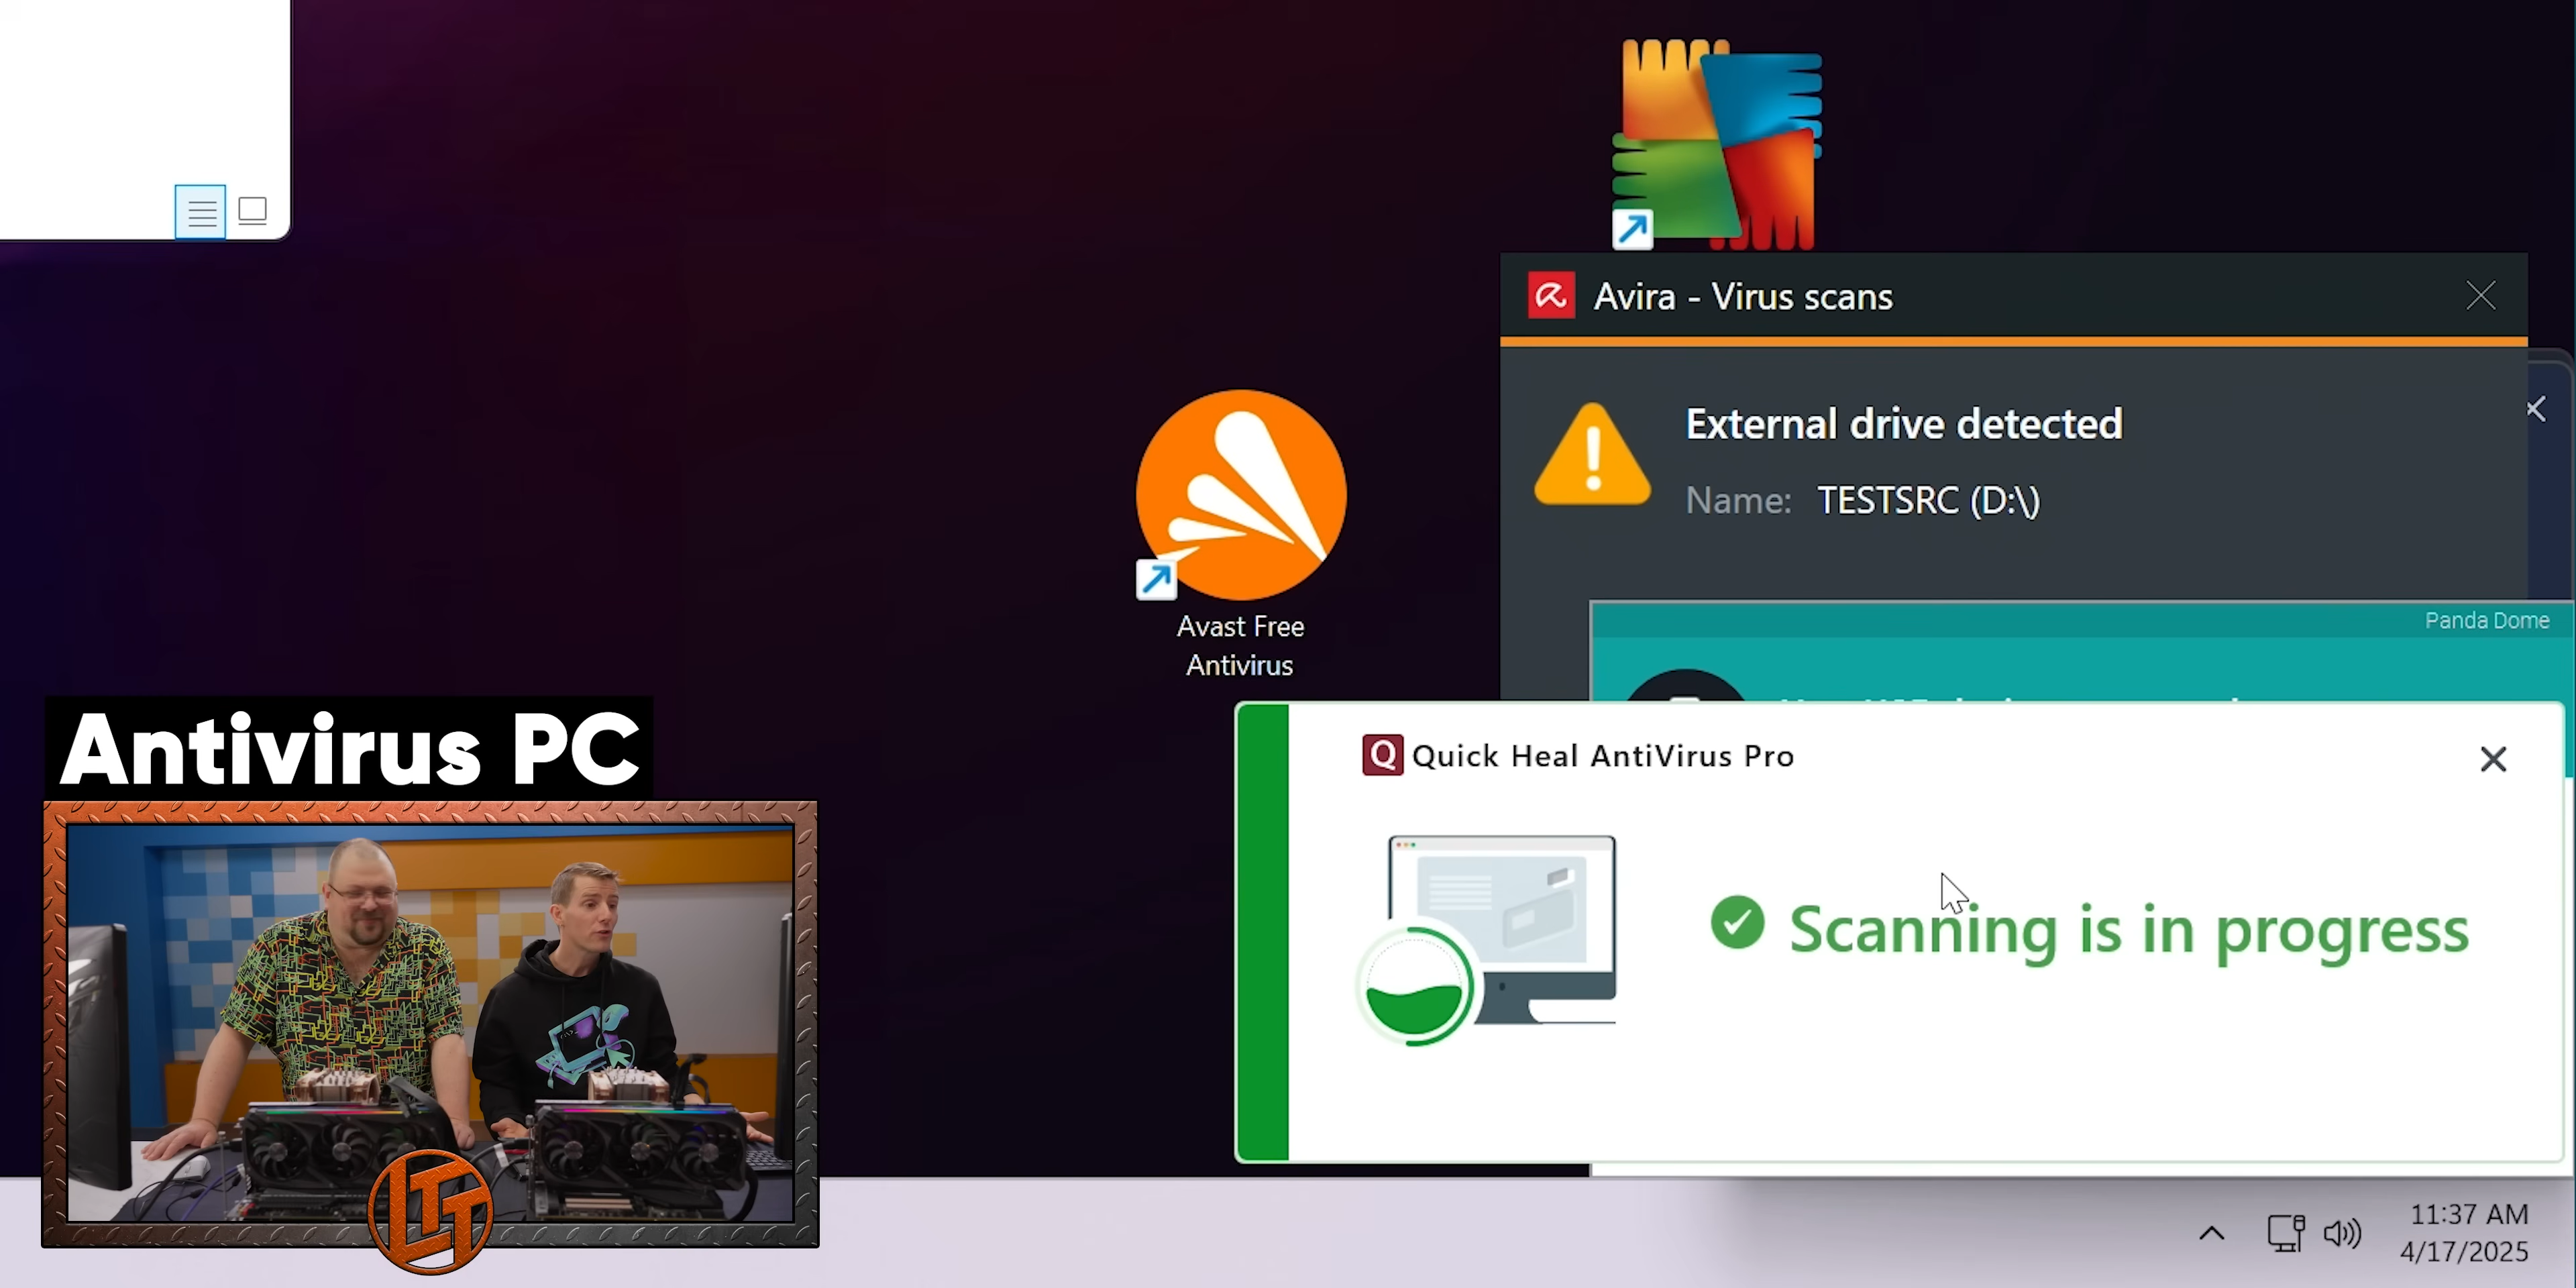 Avira - Virus scans
External drive detected
Name: TESTSRC (D:\)
Avast Free
Antivirus
Panda Dome
Quick Heal AntiVirus Pro
Scanning is in progress
Antivirus PC
LTT
11:37 AM
4/17/2025